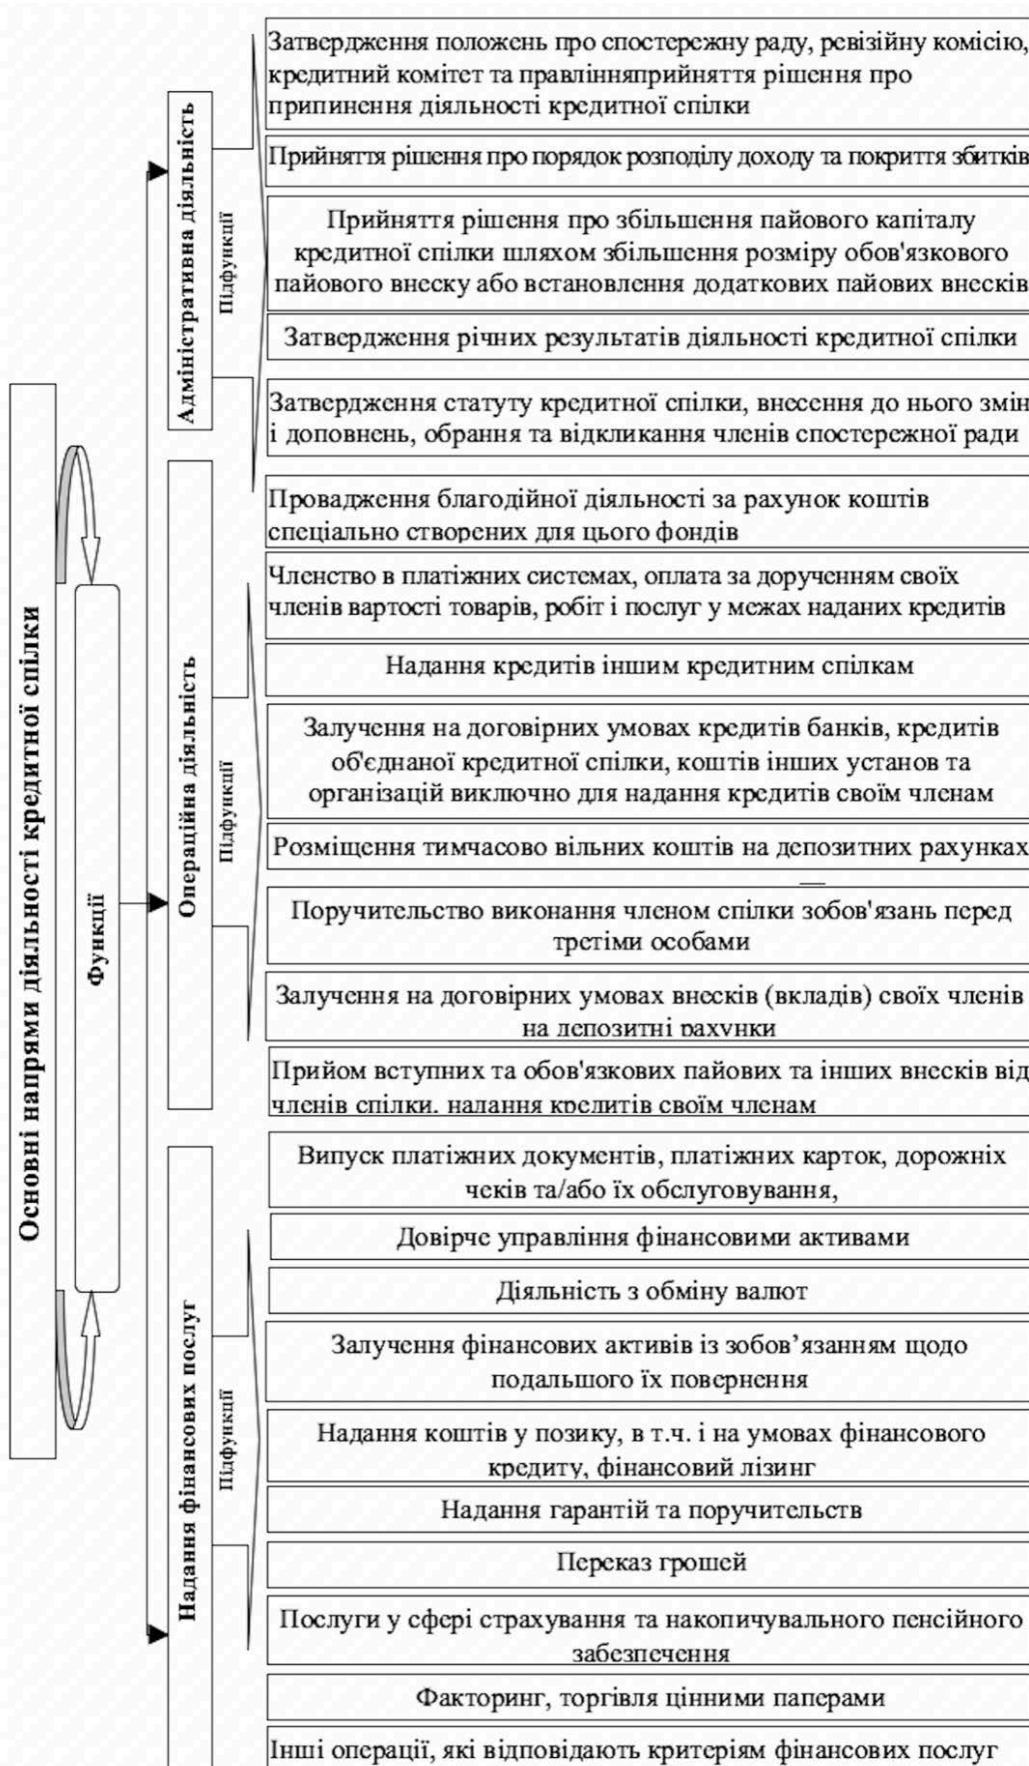 Основні напрями діяльності кредитної спілки
Функції
Адміністративна діяльність
Підфункції
Затвердження положень про спостережну раду, ревізійну комісію,
кредитний комітет та правлінняприйняття рішення про
припинення діяльності кредитної спілки
Прийняття рішення про порядок розподілу доходу та покриття збитків
Прийняття рішення про збільшення пайового капіталу
кредитної спілки шляхом збільшення розміру обов'язкового
пайового внеску або встановлення додаткових пайових внесків
Затвердження річних результатів діяльності кредитної спілки
Затвердження статуту кредитної спілки, внесення до нього змін
і доповнень, обрання та відкликання членів спостережної ради
Провадження благодійної діяльності за рахунок коштів
спеціально створених для цього фондів
Операційна діяльність
Підфункції
Членство в платіжних системах, оплата за дорученням своїх
членів вартості товарів, робіт і послуг у межах наданих кредитів
Надання кредитів іншим кредитним спілкам
Залучення на договірних умовах кредитів банків, кредитів
об'єднаної кредитної спілки, коштів інших установ та
організацій виключно для надання кредитів своїм членам
Розміщення тимчасово вільних коштів на депозитних рахунках
Поручительство виконання членом спілки зобов'язань перед
третіми особами
Залучення на договірних умовах внесків (вкладів) своїх членів
на депозитні рахунки
Прийом вступних та обов'язкових пайових та інших внесків від
членів спілки, надання кредитів своїм членам
Надання фінансових послуг
Підфункції
Випуск платіжних документів, платіжних карток, дорожніх
чеків та/або їх обслуговування,
Довірче управління фінансовими активами
Діяльність з обміну валют
Залучення фінансових активів із зобов’язанням щодо
подальшого їх повернення
Надання коштів у позику, в т.ч. і на умовах фінансового
кредиту, фінансовий лізинг
Надання гарантій та поручительств
Переказ грошей
Послуги у сфері страхування та накопичувального пенсійного
забезпечення
Факторинг, торгівля цінними паперами
Інші операції, які відповідають критеріям фінансових послуг